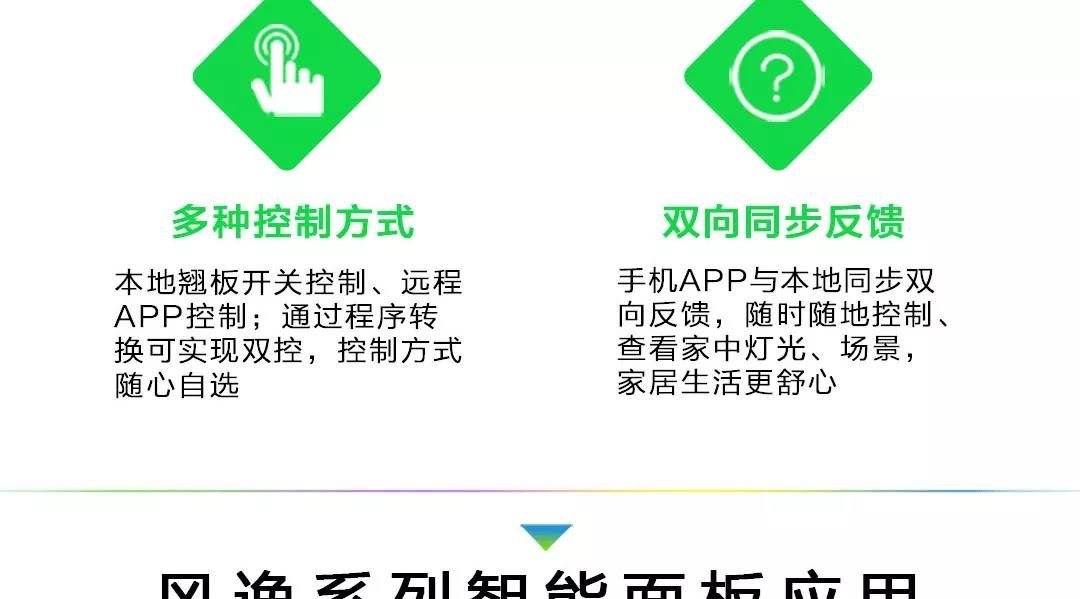 多种控制方式
本地翘板开关控制、远程
APP控制；通过程序转
换可实现双控，控制方式
随心自选
双向同步反馈
手机APP与本地同步双
向反馈，随时随地控制、
查看家中灯光、场景，
家居生活更舒心
风逸系列智能面板应用